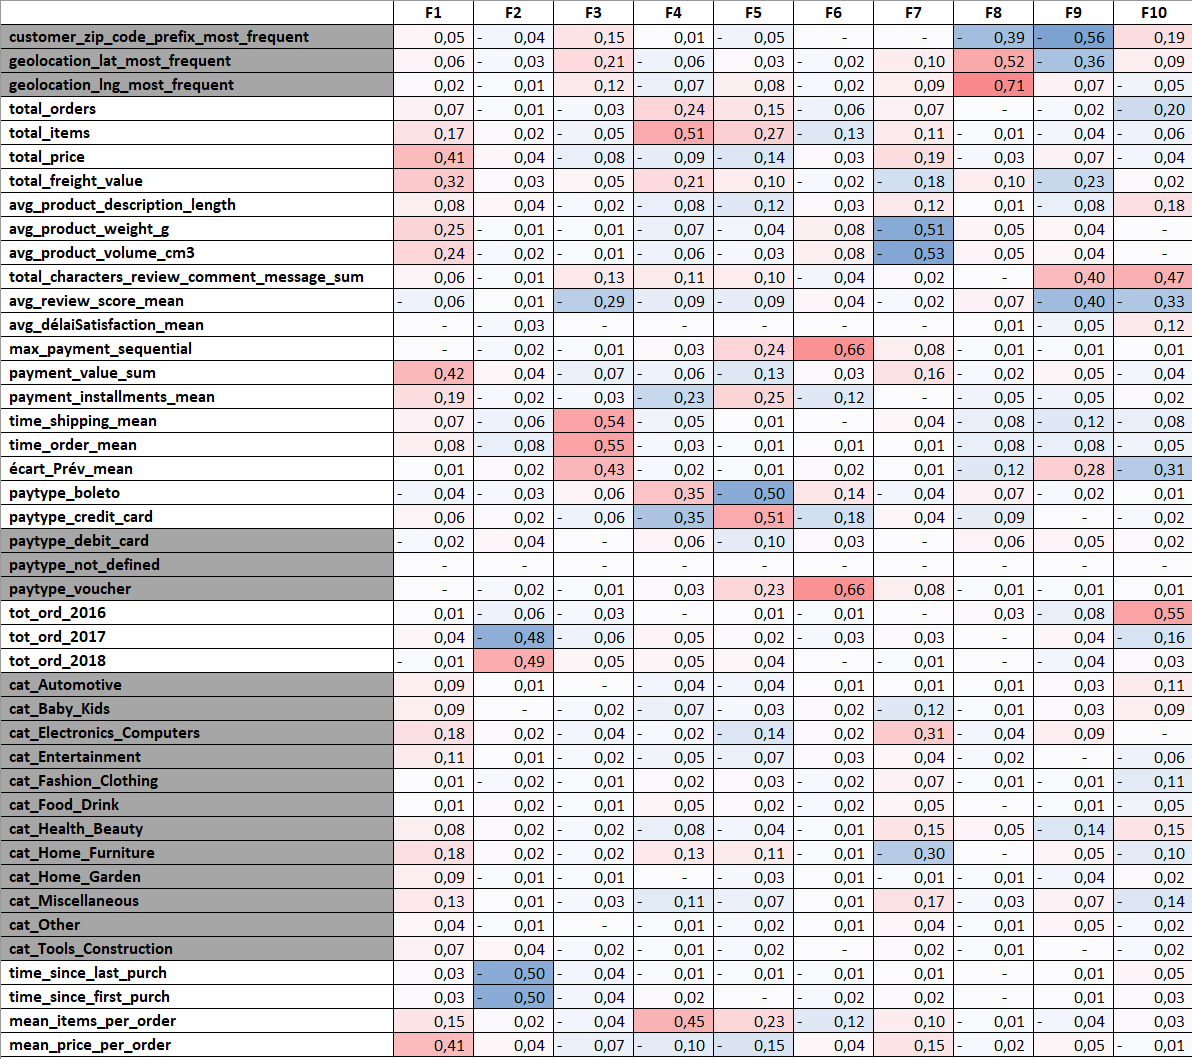 F1 F2 F3 F4 F5 F6 F7 F8 F9 F10
customer_zip_code_prefix_most_frequent 0,05 - 0,04 0,15 0,01 - 0,05 - - - 0,39 - 0,56 0,19
geolocation_lat_most_frequent 0,06 - 0,03 0,21 - 0,06 0,03 - 0,02 0,10 0,52 - 0,36 0,09
geolocation_lng_most_frequent 0,02 - 0,01 0,12 - 0,07 0,08 - 0,02 0,09 0,71 0,07 - 0,05
total_orders 0,07 - 0,01 - 0,03 0,24 0,15 - 0,06 0,07 - - 0,02 - 0,20
total_items 0,17 0,02 - 0,05 0,51 0,27 - 0,13 0,11 - 0,01 - 0,04 - 0,06
total_price 0,41 0,04 - 0,08 - 0,09 - 0,14 0,03 0,19 - 0,03 0,07 - 0,04
total_freight_value 0,32 0,03 0,05 0,21 0,10 - 0,02 - 0,18 0,10 - 0,23 0,02
avg_product_description_length 0,08 0,04 - 0,02 - 0,08 - 0,12 0,03 0,12 0,01 - 0,08 0,18
avg_product_weight_g 0,25 - 0,01 - 0,01 - 0,07 - 0,04 0,08 - 0,51 0,05 0,04 -
avg_product_volume_cm3 0,24 - 0,02 - 0,01 - 0,06 - 0,03 0,08 - 0,53 0,05 0,04 -
total_characters_review_comment_message_sum 0,06 - 0,01 0,13 0,11 0,10 - 0,04 0,02 - 0,40 0,47
avg_review_score_mean - 0,06 0,01 - 0,29 - 0,09 - 0,09 0,04 - 0,02 0,07 - 0,40 - 0,33
avg_délaiSatisfaction_mean - - 0,03 - - - - - 0,01 - 0,05 0,12
max_payment_sequential - - 0,02 - 0,01 0,03 0,24 0,66 0,08 - 0,01 - 0,01 0,01
payment_value_sum 0,42 0,04 - 0,07 - 0,06 - 0,13 0,03 0,16 - 0,02 0,05 - 0,04
payment_installments_mean 0,19 - 0,02 - 0,03 - 0,23 0,25 - 0,12 - - 0,05 - 0,05 0,02
time_shipping_mean 0,07 - 0,06 0,54 - 0,05 0,01 - 0,04 - 0,08 - 0,12 - 0,08
time_order_mean 0,08 - 0,08 0,55 - 0,03 - 0,01 0,01 0,01 - 0,08 - 0,08 - 0,05
écart_Prév_mean 0,01 0,02 0,43 - 0,02 - 0,01 0,02 0,01 - 0,12 0,28 - 0,31
paytype_boleto - 0,04 - 0,03 0,06 0,35 - 0,50 0,14 - 0,04 0,07 - 0,02 0,01
paytype_credit_card 0,06 0,02 - 0,06 - 0,35 0,51 - 0,18 0,04 - 0,09 - - 0,02
paytype_debit_card - 0,02 0,04 - 0,06 - 0,10 0,03 - 0,06 0,05 0,02
paytype_not_defined - - - - - - - - - -
paytype_voucher - - 0,02 - 0,01 0,03 0,23 0,66 0,08 - 0,01 - 0,01 0,01
tot_ord_2016 0,01 - 0,06 - 0,03 - 0,01 - 0,01 - 0,03 - 0,08 0,55
tot_ord_2017 0,04 - 0,48 - 0,06 0,05 0,02 - 0,03 0,03 - 0,04 - 0,16
tot_ord_2018 - 0,01 0,49 0,05 0,05 0,04 - - 0,01 - - 0,04 0,03
cat_Automotive 0,09 0,01 - - 0,04 - 0,04 0,01 0,01 0,01 0,03 0,11
cat_Baby_Kids 0,09 - - 0,02 - 0,07 - 0,03 0,02 - 0,12 - 0,01 0,03 0,09
cat_Electronics_Computers 0,18 0,02 - 0,04 - 0,02 - 0,14 0,02 0,31 - 0,04 0,09 -
cat_Entertainment 0,11 0,01 - 0,02 - 0,05 - 0,07 0,03 0,04 - 0,02 - - 0,06
cat_Fashion_Clothing 0,01 - 0,02 - 0,01 0,02 0,03 - 0,02 0,07 - 0,01 - 0,01 - 0,11
cat_Food_Drink 0,01 0,02 - 0,01 0,05 0,02 - 0,02 0,05 - - 0,01 - 0,05
cat_Health_Beauty 0,08 0,02 - 0,02 - 0,08 - 0,04 - 0,01 0,15 0,05 - 0,14 0,15
cat_Home_Furniture 0,18 0,02 - 0,02 0,13 0,11 - 0,01 - 0,30 - 0,05 - 0,10
cat_Home_Garden 0,09 - 0,01 - 0,01 - - 0,03 0,01 0,01 - 0,01 - 0,04 0,02
cat_Miscellaneous 0,13 0,01 - 0,03 - 0,11 - 0,07 0,01 0,17 - 0,03 0,07 - 0,14
cat_Other 0,04 - 0,01 - - 0,01 - 0,02 0,01 0,04 - 0,01 0,05 - 0,02
cat_Tools_Construction 0,07 0,04 - 0,02 - 0,01 - 0,02 - 0,02 - 0,01 - - 0,02
time_since_last_purch 0,03 - 0,50 - 0,04 - 0,01 - 0,01 - 0,01 0,01 - 0,01 0,05
time_since_first_purch 0,03 - 0,50 - 0,04 0,02 - - 0,02 0,02 - 0,01 0,03
mean_items_per_order 0,15 0,02 - 0,04 0,45 0,23 - 0,12 0,10 - 0,01 - 0,04 0,03
mean_price_per_order 0,41 0,04 - 0,07 - 0,10 - 0,15 0,04 0,15 - 0,02 0,05 - 0,01